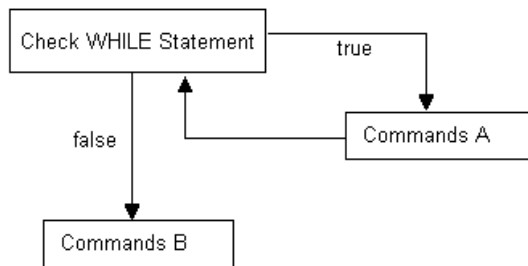 Check WHILE Statement
true
Commands A
false
Commands B